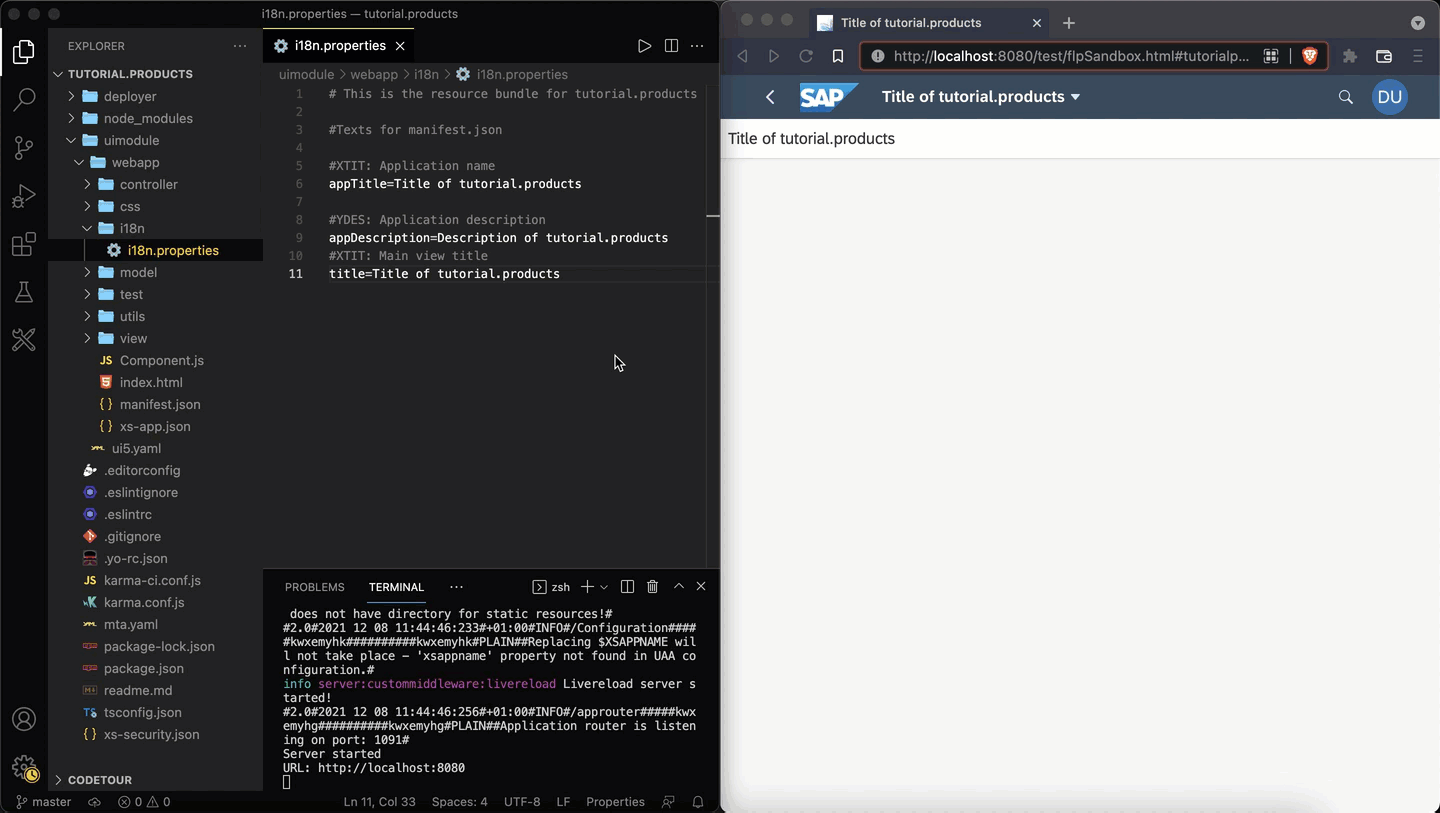 i18n.properties — tutorial.products
EXPLORER
TUTORIAL.PRODUCTS
deployer
node_modules
uimodule
webapp
controller
css
i18n
i18n.properties
model
test
utils
view
JS Component.js
index.html
{ } manifest.json
{ } xs-app.json
ui5.yaml
.editorconfig
.eslintignore
.eslintrc
.gitignore
.yo-rc.json
JS karma-ci.conf.js
karma.conf.js
mta.yaml
package-lock.json
package.json
readme.md
TS tsconfig.json
{ } xs-security.json
CODETOUR
i18n.properties
uimodule > webapp > i18n > i18n.properties
1 # This is the resource bundle for tutorial.products
2
3 #Texts for manifest.json
4
5 #XTIT: Application name
6 appTitle=Title of tutorial.products
7
8 #YDES: Application description
9 appDescription=Description of tutorial.products
10 #XTIT: Main view title
11 title=Title of tutorial.products
PROBLEMS TERMINAL ··· zsh
does not have directory for static resources!#
#2.0#2021 12 08 11:44:46:233#+01:00#INFO#/Configuration####
#kwxemyhk##########kwxemyhk#PLAIN##Replacing $XSAPPNAME wil
l not take place – 'xsappname' property not found in UAA co
nfiguration.#
info server:custommiddleware:livereload Livereload server s
tarted!
#2.0#2021 12 08 11:44:46:256#+01:00#INFO#/approuter#####kwx
emyhg##########kwxemyhg#PLAIN##Application router is listen
ing on port: 1091#
Server started
URL: http://localhost:8080
master 0 0 Ln 11, Col 33 Spaces: 4 UTF-8 LF Properties
Title of tutorial.products
http://localhost:8080/test/flpSandbox.html#tutorialp...
SAP Title of tutorial.products DU
Title of tutorial.products